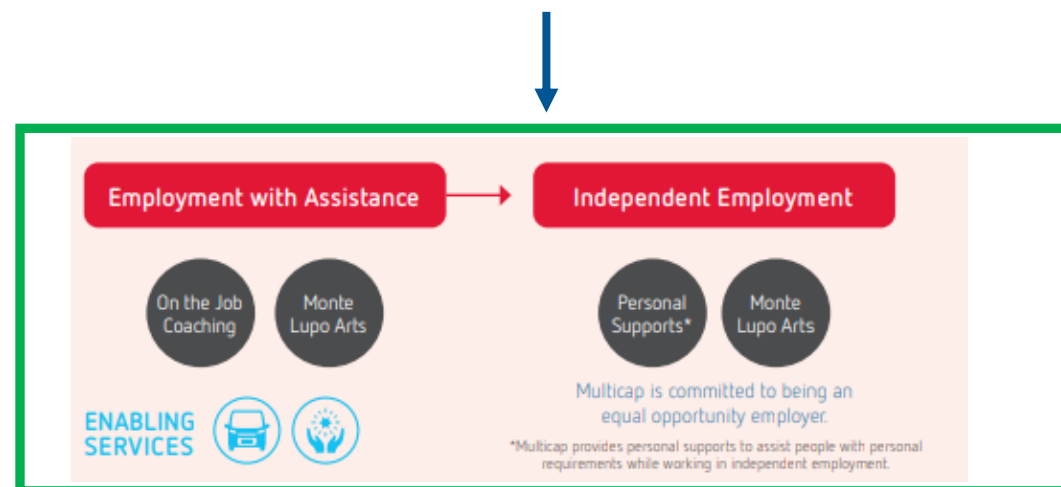 Employment with Assistance
Independent Employment
On the Job
Coaching
Monte
Lupo Arts
Personal
Supports*
Monte
Lupo Arts
ENABLING
SERVICES
Multicap is committed to being an
equal opportunity employer.
*Multicap provides personal supports to assist people with personal
requirements while working in independent employment.